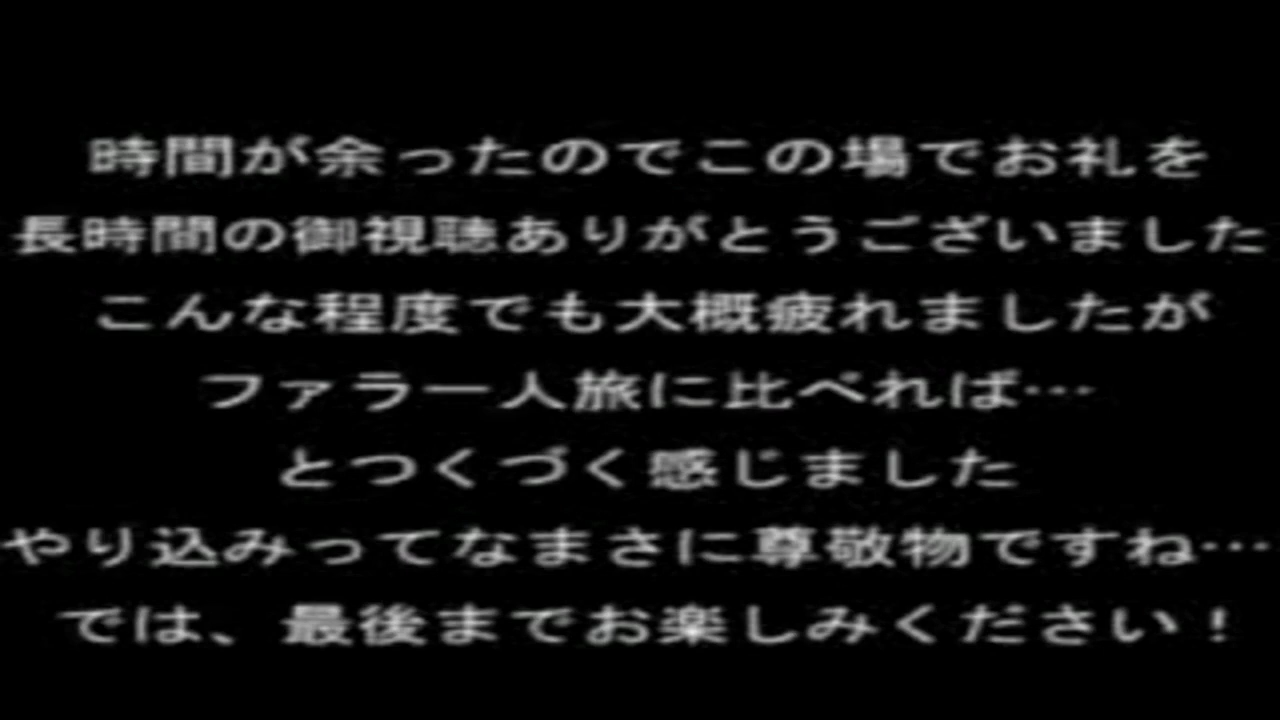 時間が余ったのでこの場でお礼を
長時間の御視聴ありがとうございました
こんな程度でも大概疲れましたが
ファラ一人旅に比べれば…
とつくづく感じました
やり込みってなまさに尊敬物ですね…
では、最後までお楽しみください！